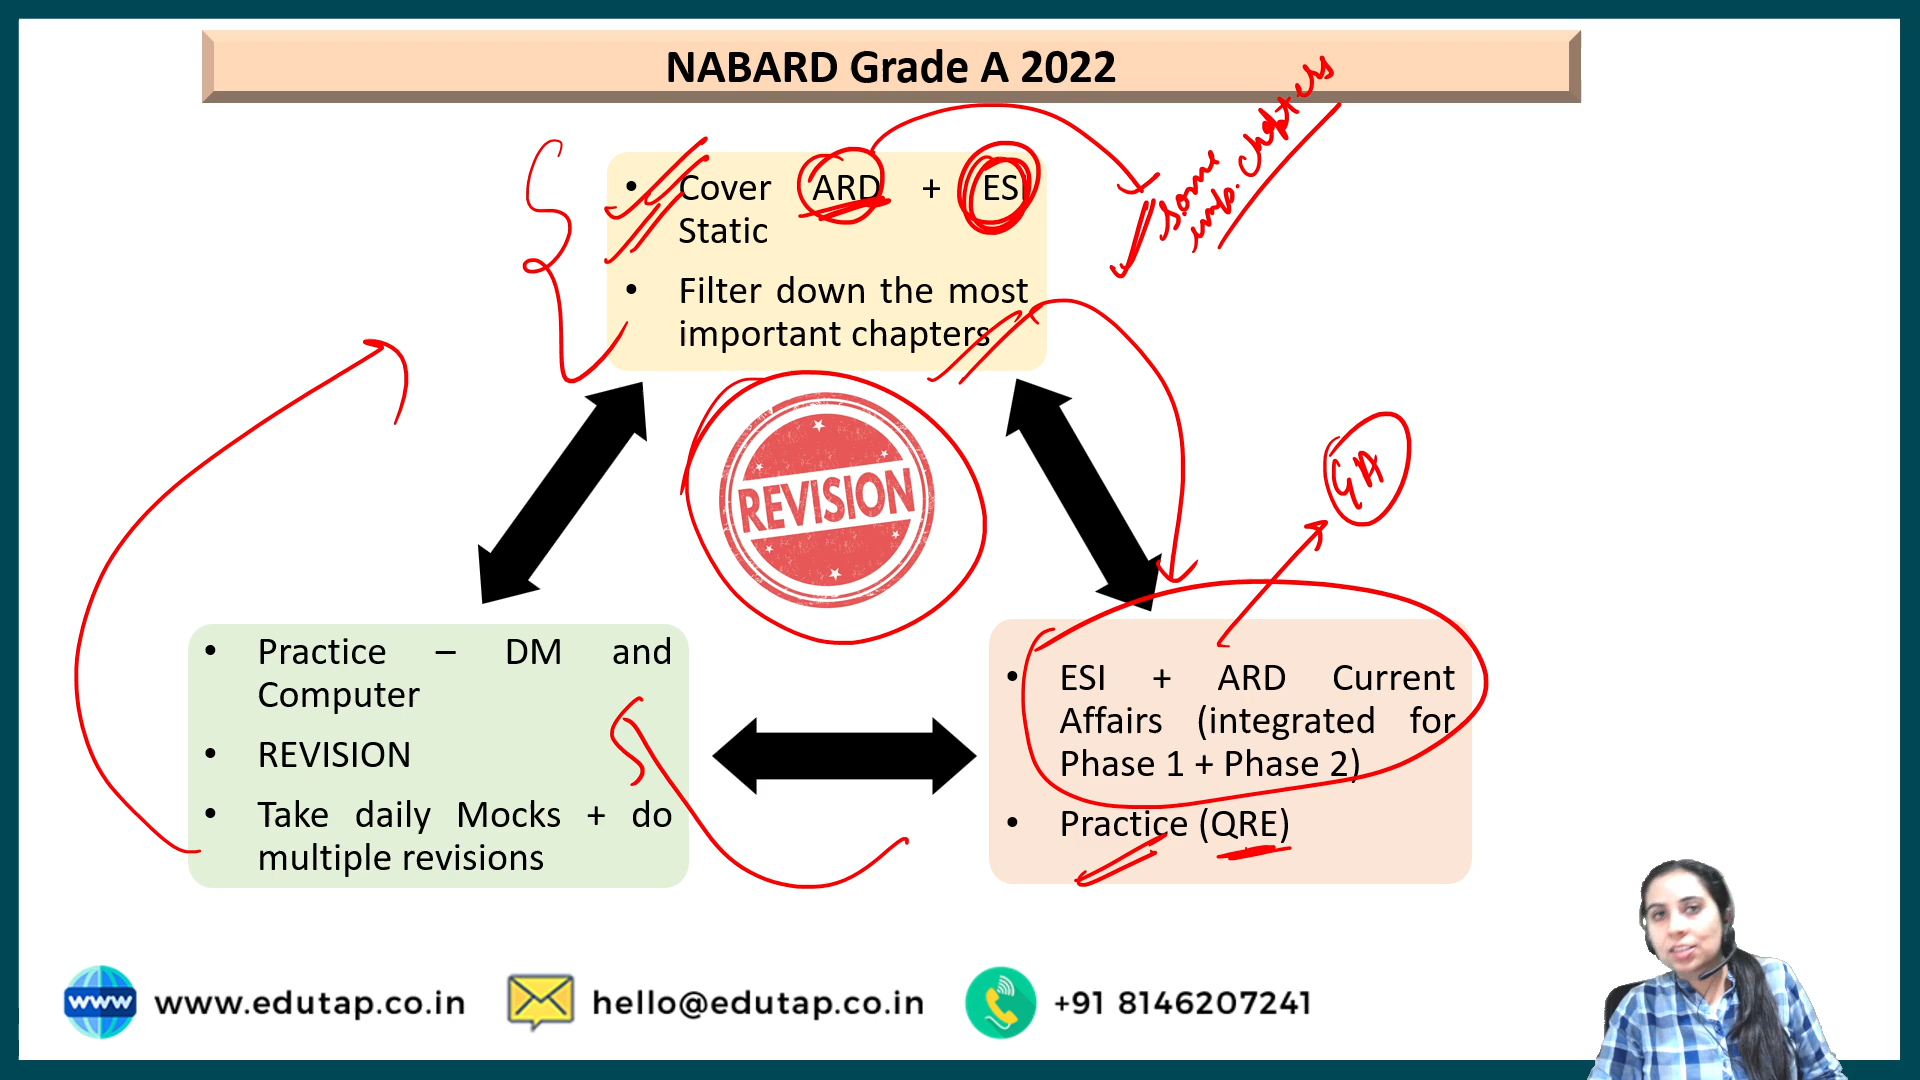 NABARD Grade A 2022
• Cover ARD + ESI
Static
• Filter down the most
important chapters
some
imp. chapters
REVISION
GA
• Practice – DM and
Computer
• REVISION
• Take daily Mocks + do
multiple revisions
• ESI + ARD Current
Affairs (integrated for
Phase 1 + Phase 2)
• Practice (QRE)
www www.edutap.co.in
hello@edutap.co.in
+91 8146207241